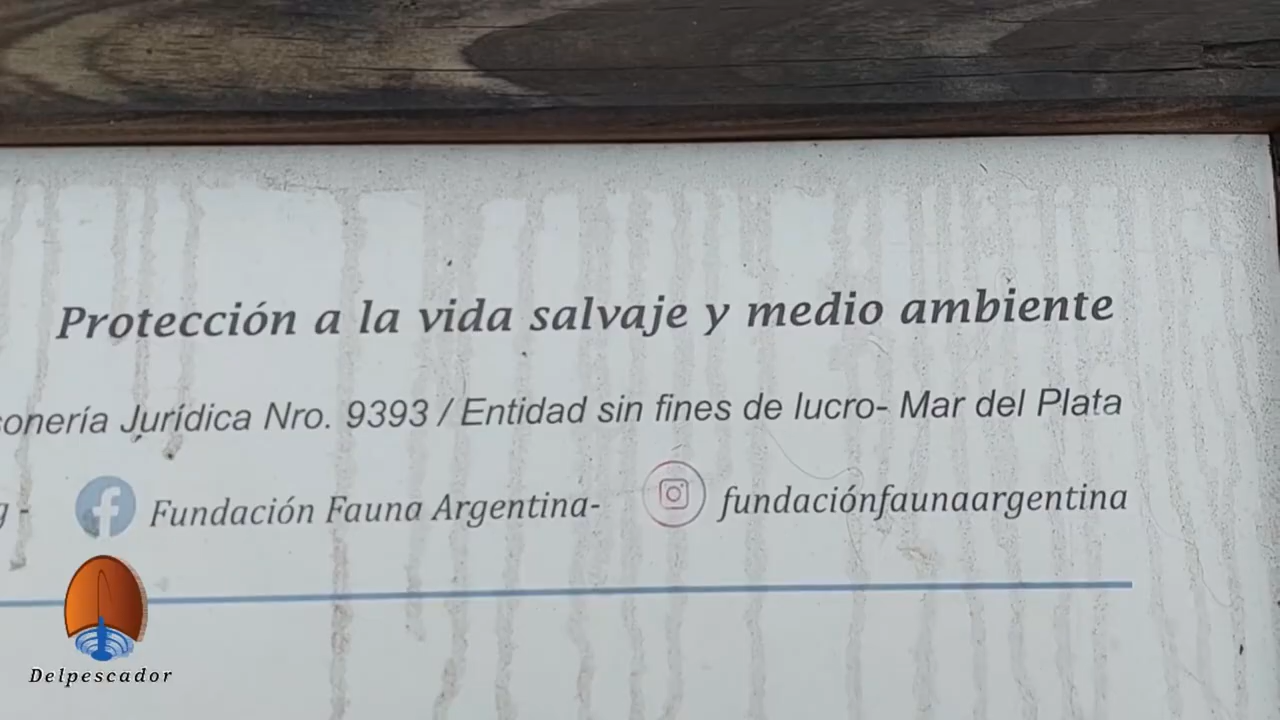 Protección a la vida salvaje y medio ambiente
sonería Jurídica Nro. 9393 / Entidad sin fines de lucro- Mar del Plata
g - Fundación Fauna Argentina- fundaciónfaunaargentina
Delpescador